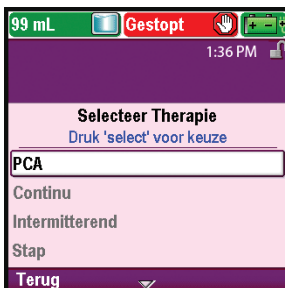 99 mL Gestopt
1:36 PM
Selecteer Therapie
Druk 'select' voor keuze
PCA
Continu
Intermitterend
Stap
Terug